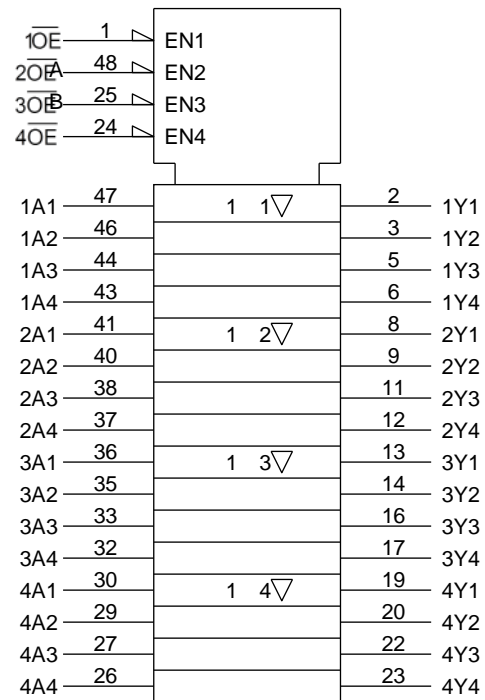 1OE 1 EN1
2OEA 48 EN2
3OEB 25 EN3
4OE 24 EN4
1A1 47 1 1▽ 2 1Y1
1A2 46 3 1Y2
1A3 44 5 1Y3
1A4 43 6 1Y4
2A1 41 1 2▽ 8 2Y1
2A2 40 9 2Y2
2A3 38 11 2Y3
2A4 37 12 2Y4
3A1 36 1 3▽ 13 3Y1
3A2 35 14 3Y2
3A3 33 16 3Y3
3A4 32 17 3Y4
4A1 30 1 4▽ 19 4Y1
4A2 29 20 4Y2
4A3 27 22 4Y3
4A4 26 23 4Y4